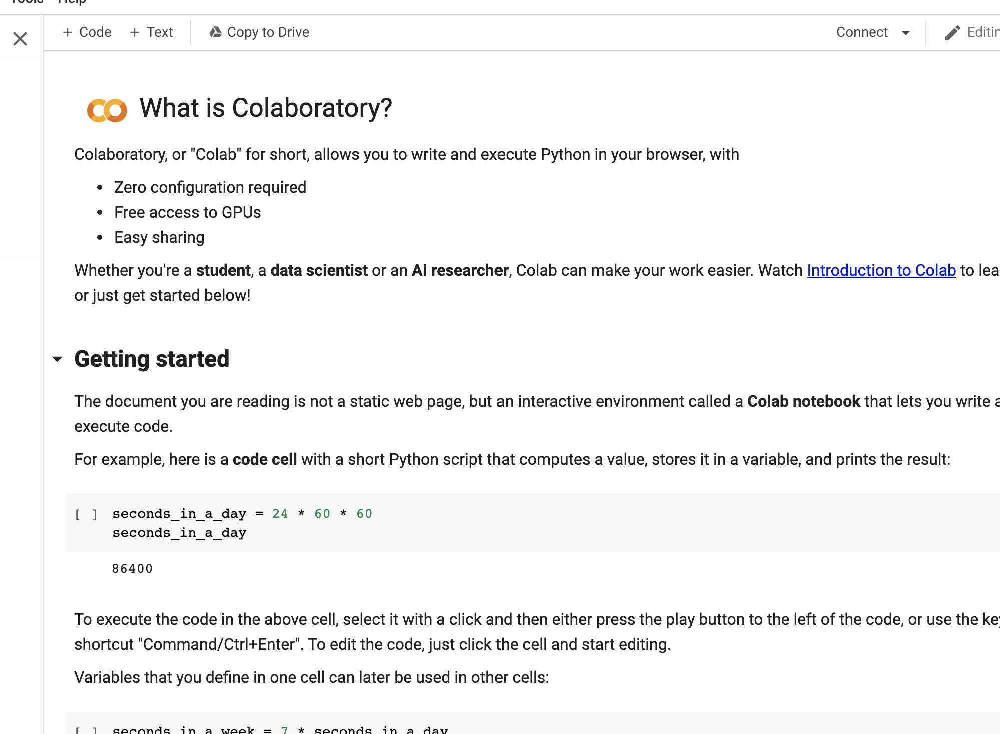 Tools Help
+ Code + Text Copy to Drive Connect Editin
What is Colaboratory?
Colaboratory, or "Colab" for short, allows you to write and execute Python in your browser, with
• Zero configuration required
• Free access to GPUs
• Easy sharing
Whether you're a student, a data scientist or an AI researcher, Colab can make your work easier. Watch Introduction to Colab to lea
or just get started below!
Getting started
The document you are reading is not a static web page, but an interactive environment called a Colab notebook that lets you write a
execute code.
For example, here is a code cell with a short Python script that computes a value, stores it in a variable, and prints the result:
[ ] seconds_in_a_day = 24 * 60 * 60
seconds_in_a_day
86400
To execute the code in the above cell, select it with a click and then either press the play button to the left of the code, or use the key
shortcut "Command/Ctrl+Enter". To edit the code, just click the cell and start editing.
Variables that you define in one cell can later be used in other cells:
[ ] seconds_in_a_week = 7 * seconds_in_a_day